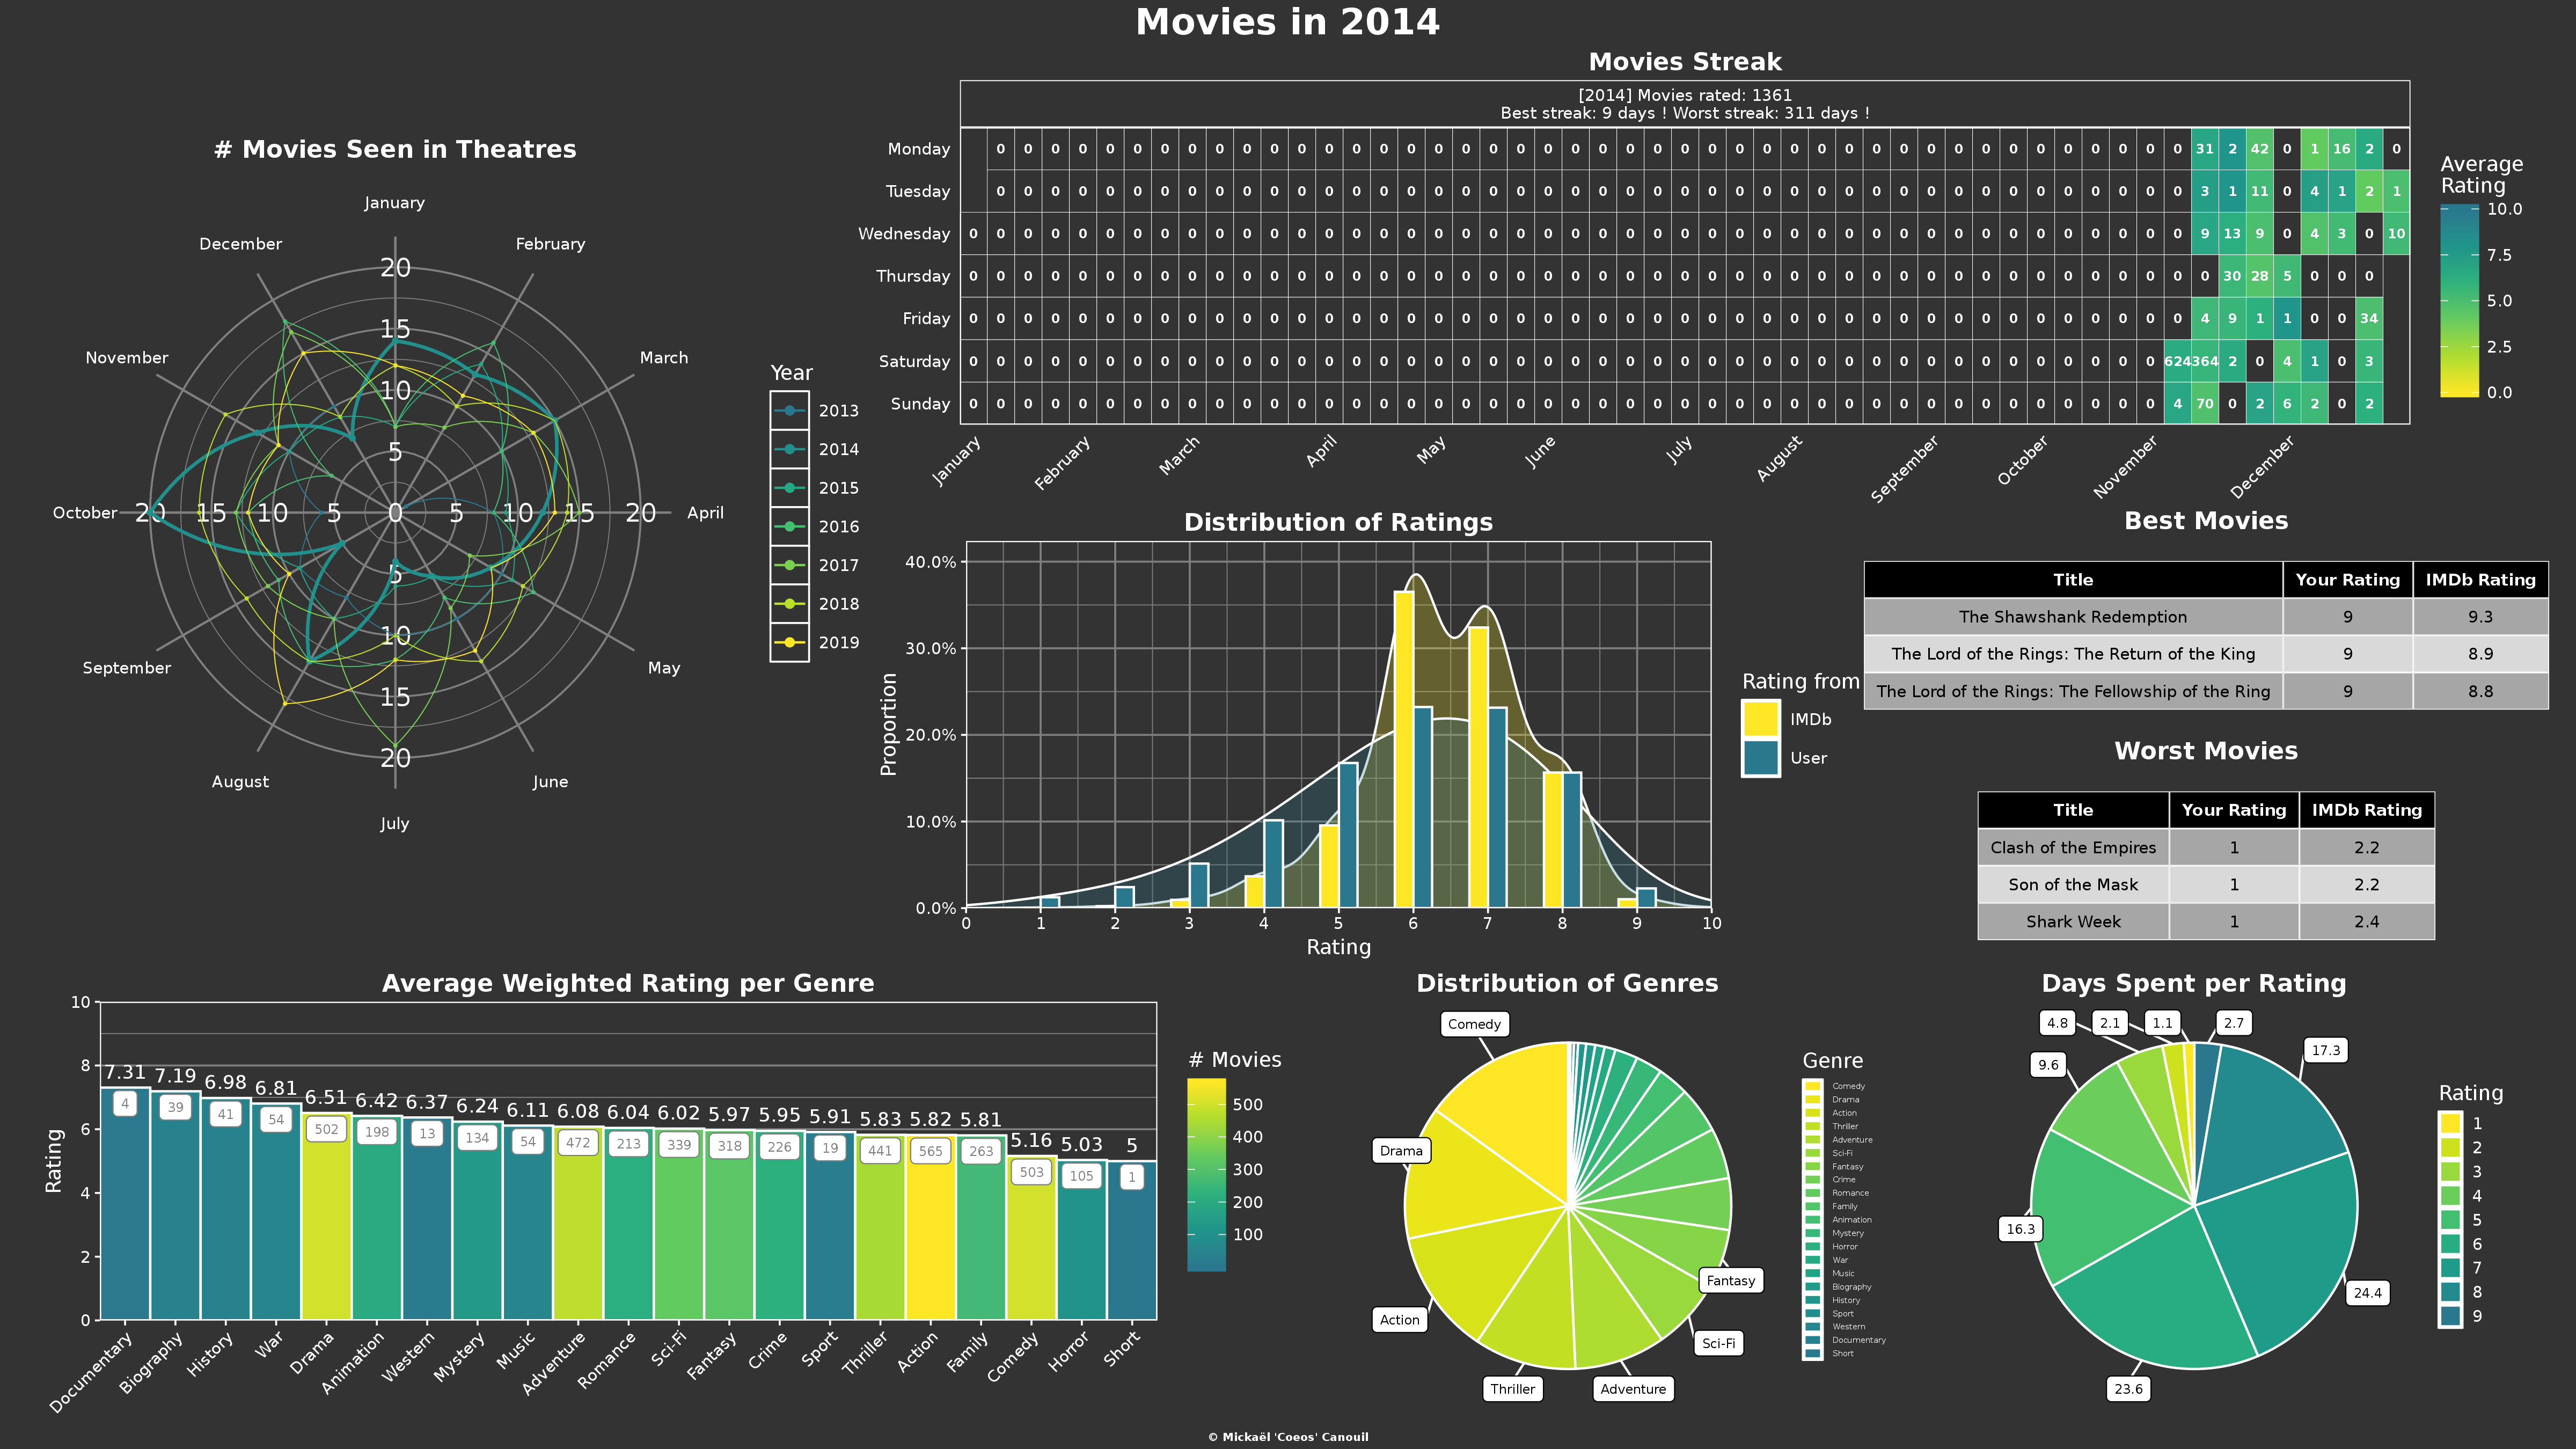 Movies in 2014
Movies Streak
[2014] Movies rated: 1361
Best streak: 9 days ! Worst streak: 311 days !
Monday 0 0 0 0 0 0 0 0 0 0 0 0 0 0 0 0 0 0 0 0 0 0 0 0 0 0 0 0 0 0 0 0 0 0 0 0 0 0 0 0 0 0 0 0 31 2 42 0 1 16 2 0
Tuesday 0 0 0 0 0 0 0 0 0 0 0 0 0 0 0 0 0 0 0 0 0 0 0 0 0 0 0 0 0 0 0 0 0 0 0 0 0 0 0 0 0 0 0 0 3 1 11 0 4 1 2 1
Wednesday 0 0 0 0 0 0 0 0 0 0 0 0 0 0 0 0 0 0 0 0 0 0 0 0 0 0 0 0 0 0 0 0 0 0 0 0 0 0 0 0 0 0 0 0 0 9 13 9 0 4 3 0 10
Thursday 0 0 0 0 0 0 0 0 0 0 0 0 0 0 0 0 0 0 0 0 0 0 0 0 0 0 0 0 0 0 0 0 0 0 0 0 0 0 0 0 0 0 0 0 0 0 30 28 5 0 0 0
Friday 0 0 0 0 0 0 0 0 0 0 0 0 0 0 0 0 0 0 0 0 0 0 0 0 0 0 0 0 0 0 0 0 0 0 0 0 0 0 0 0 0 0 0 0 0 4 9 1 1 0 0 34
Saturday 0 0 0 0 0 0 0 0 0 0 0 0 0 0 0 0 0 0 0 0 0 0 0 0 0 0 0 0 0 0 0 0 0 0 0 0 0 0 0 0 0 0 0 0 624 364 2 0 4 1 0 3
Sunday 0 0 0 0 0 0 0 0 0 0 0 0 0 0 0 0 0 0 0 0 0 0 0 0 0 0 0 0 0 0 0 0 0 0 0 0 0 0 0 0 0 0 0 0 4 70 0 2 6 2 0 2
January February March April May June July August September October November December
Average
Rating
10.0
7.5
5.0
2.5
0.0
# Movies Seen in Theatres
January
December February
20
15
November March
10
5
October 20 15 10 5 0 5 10 15 20 April
5
10
September May
15
20
August June
July
Year
2013
2014
2015
2016
2017
2018
2019
Distribution of Ratings
Proportion
40.0%
30.0%
20.0%
10.0%
0.0%
0 1 2 3 4 5 6 7 8 9 10
Rating
Rating from
IMDb
User
Best Movies
Title Your Rating IMDb Rating
The Shawshank Redemption 9 9.3
The Lord of the Rings: The Return of the King 9 8.9
The Lord of the Rings: The Fellowship of the Ring 9 8.8
Worst Movies
Title Your Rating IMDb Rating
Clash of the Empires 1 2.2
Son of the Mask 1 2.2
Shark Week 1 2.4
Average Weighted Rating per Genre
Rating
10
8
6
4
2
0
7.31 7.19 6.98 6.81 6.51 6.42 6.37 6.24 6.11 6.08 6.04 6.02 5.97 5.95 5.91 5.83 5.82 5.81 5.16 5.03 5
4 39 41 54 502 198 13 134 54 472 213 339 318 226 19 441 565 263 503 105 1
Documentary Biography History War Drama Animation Western Mystery Music Adventure Romance Sci-Fi Fantasy Crime Sport Thriller Action Family Comedy Horror Short
# Movies
500
400
300
200
100
Distribution of Genres
Comedy
Drama
Action
Thriller
Adventure
Sci-Fi
Fantasy
Genre
Comedy
Drama
Action
Thriller
Adventure
Sci-Fi
Fantasy
Crime
Romance
Family
Animation
Mystery
Horror
War
Music
Biography
History
Sport
Western
Documentary
Short
Days Spent per Rating
4.8 2.1 1.1 2.7
17.3
9.6
16.3
24.4
23.6
Rating
1
2
3
4
5
6
7
8
9
© Mickaël 'Coeos' Canouil